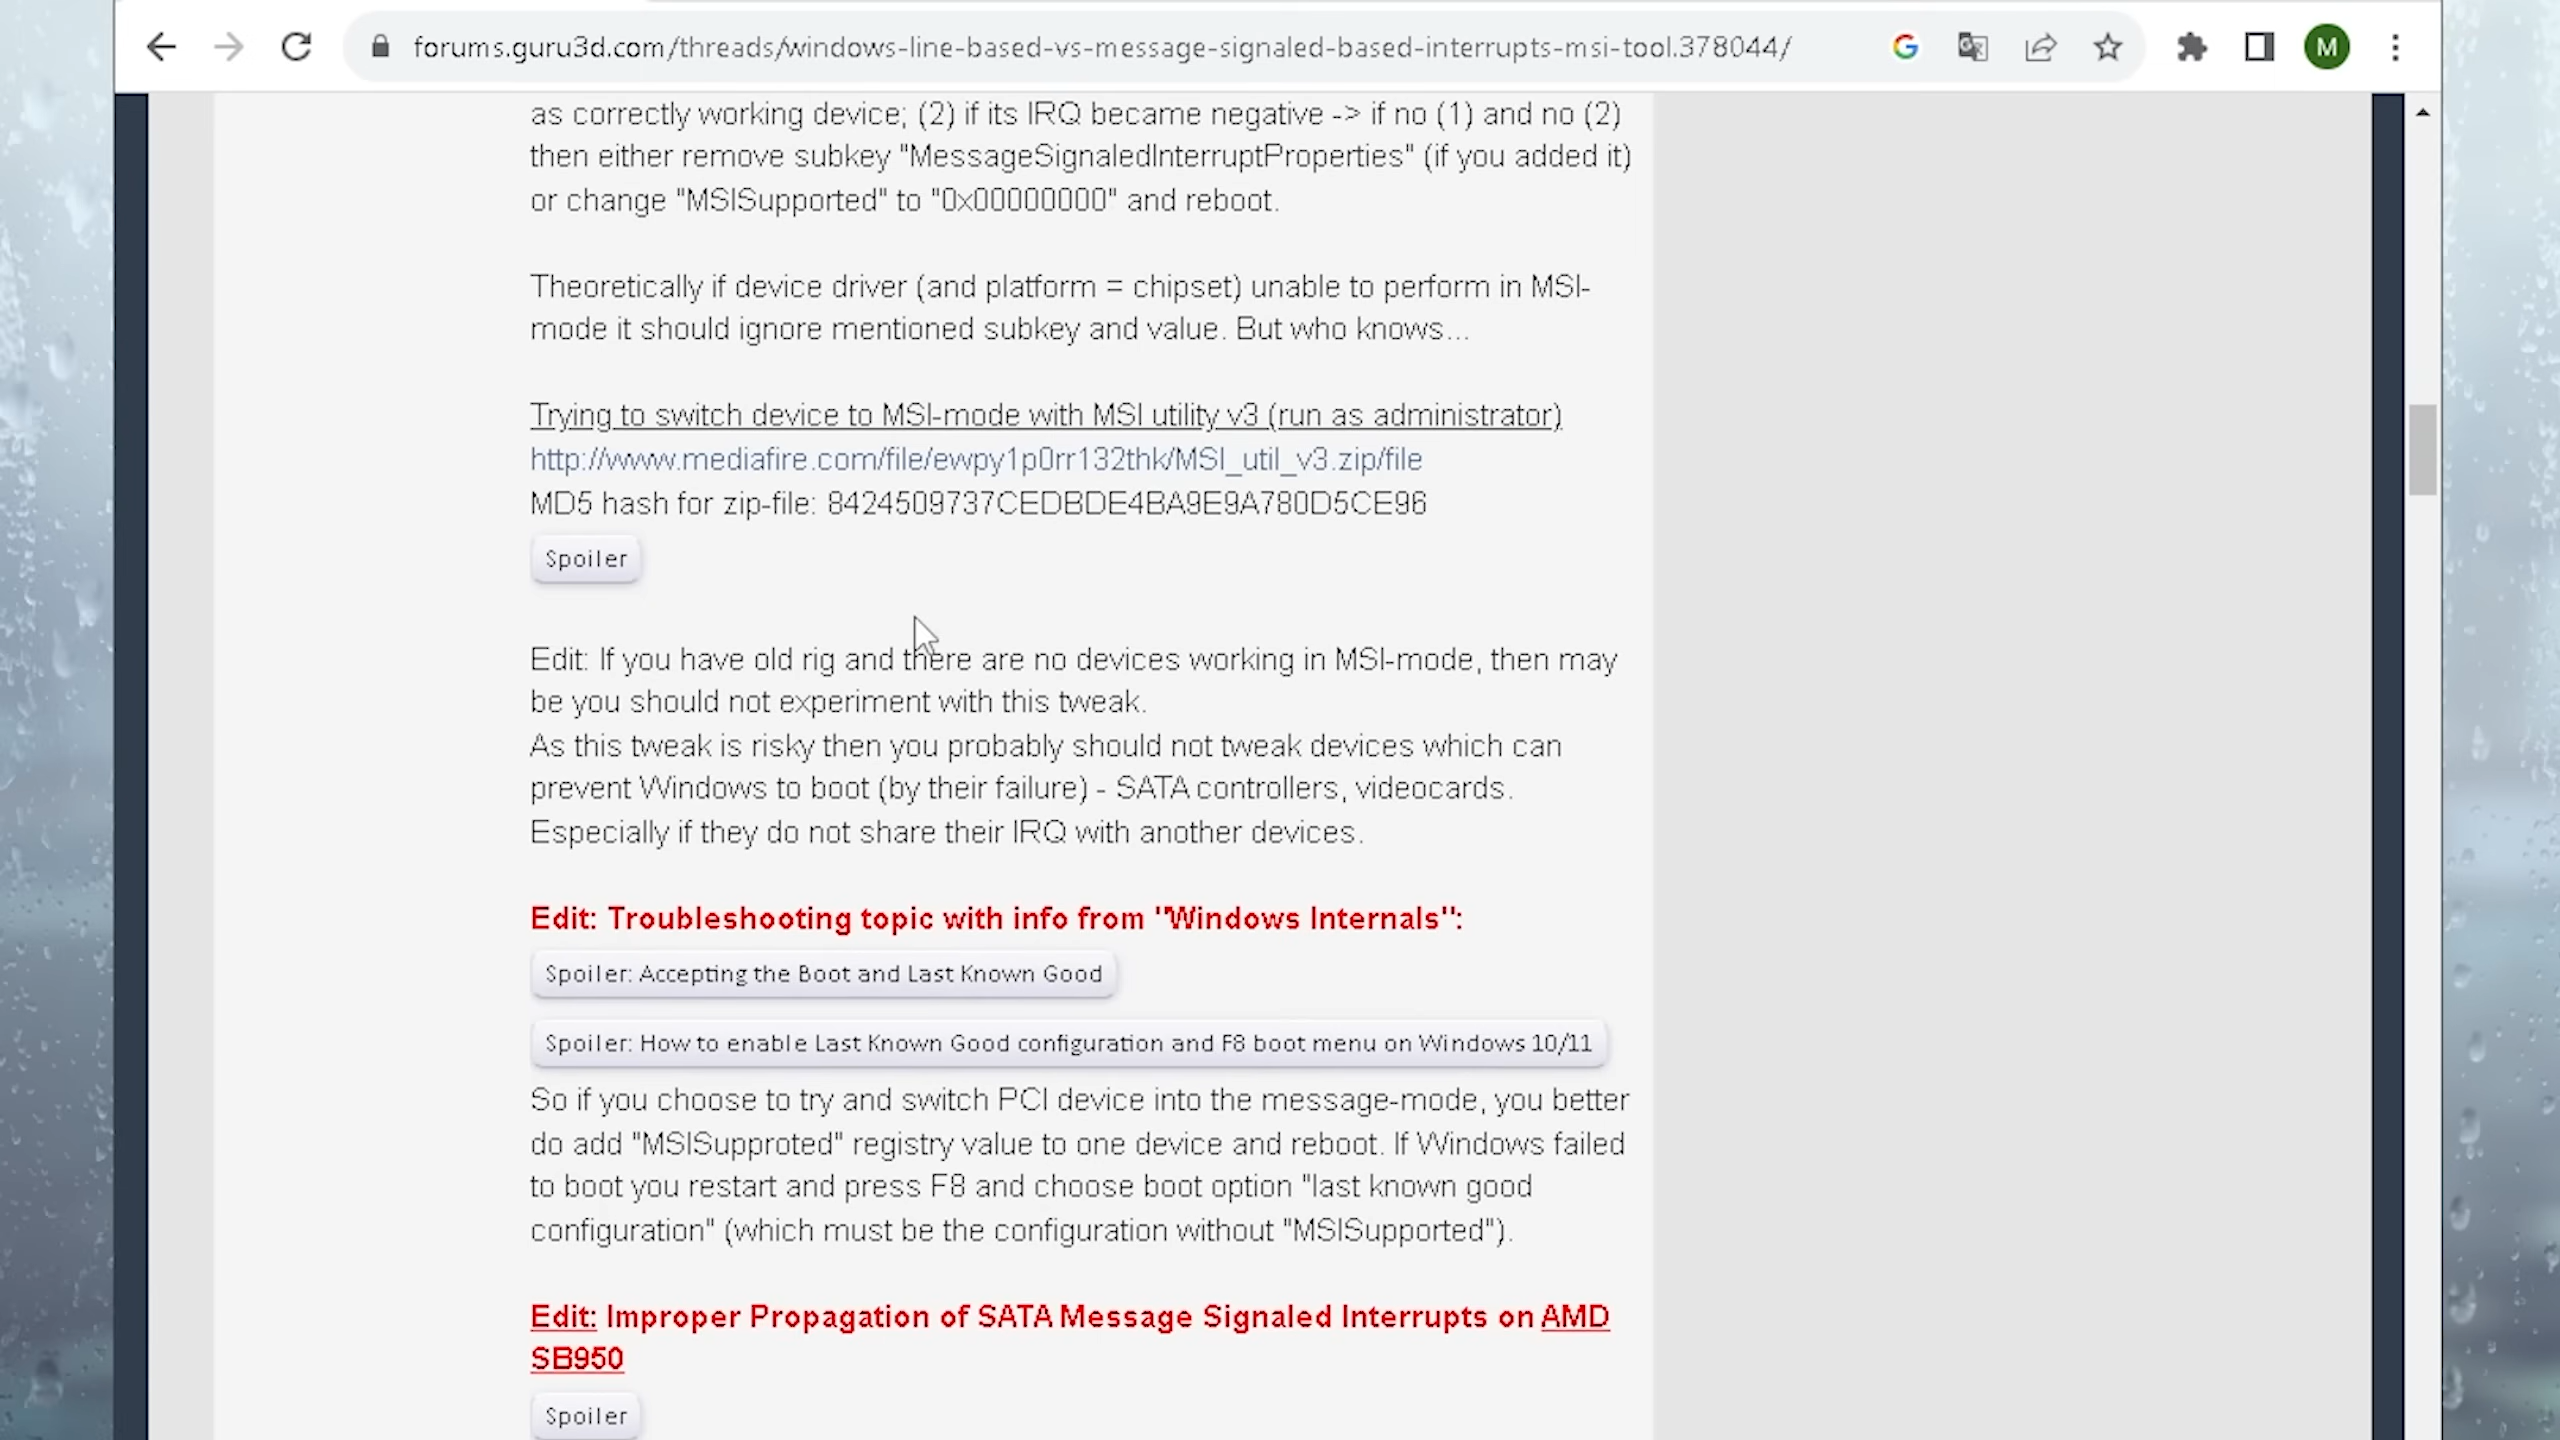 forums.guru3d.com/threads/windows-line-based-vs-message-signaled-based-interrupts-msi-tool.378044/
M
as correctly working device; (2) if its IRQ became negative -> if no (1) and no (2)
then either remove subkey "MessageSignaledInterruptProperties" (if you added it)
or change "MSISupported" to "0x00000000" and reboot.
Theoretically if device driver (and platform = chipset) unable to perform in MSI-
mode it should ignore mentioned subkey and value. But who knows...
Trying to switch device to MSI-mode with MSI utility v3 (run as administrator)
http://www.mediafire.com/file/ewpy1p0rr132thk/MSI_util_v3.zip/file
MD5 hash for zip-file: 8424509737CEDBDE4BA9E9A780D5CE96
Spoiler
Edit: If you have old rig and there are no devices working in MSI-mode, then may
be you should not experiment with this tweak.
As this tweak is risky then you probably should not tweak devices which can
prevent Windows to boot (by their failure) - SATA controllers, videocards.
Especially if they do not share their IRQ with another devices.
Edit: Troubleshooting topic with info from "Windows Internals":
Spoiler: Accepting the Boot and Last Known Good
Spoiler: How to enable Last Known Good configuration and F8 boot menu on Windows 10/11
So if you choose to try and switch PCI device into the message-mode, you better
do add "MSISupproted" registry value to one device and reboot. If Windows failed
to boot you restart and press F8 and choose boot option "last known good
configuration" (which must be the configuration without "MSISupported").
Edit: Improper Propagation of SATA Message Signaled Interrupts on AMD
SB950
Spoiler